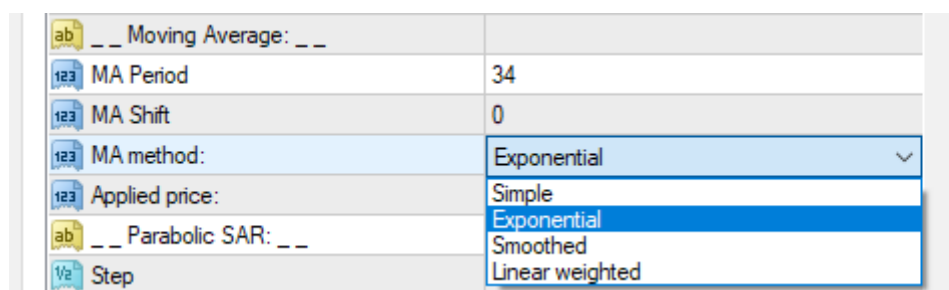 ab _ _ Moving Average: _ _
123 MA Period 34
123 MA Shift 0
123 MA method: Exponential
123 Applied price: Simple
Exponential
ab _ _ Parabolic SAR: _ _ Smoothed
½ Step Linear weighted